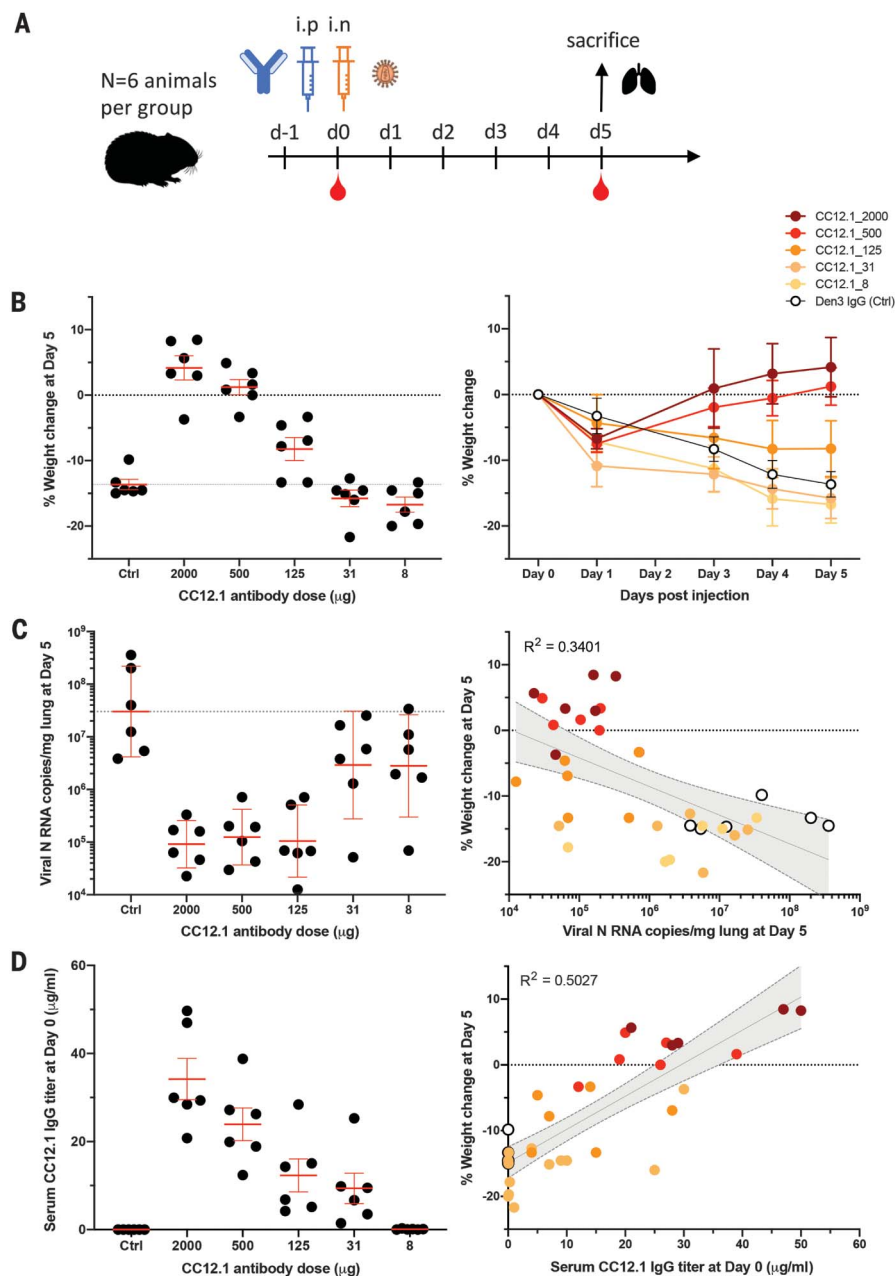 A
N=6 animals
per group
i.p i.n
sacrifice
d-1 d0 d1 d2 d3 d4 d5
CC12.1_2000
CC12.1_500
CC12.1_125
CC12.1_31
CC12.1_8
Den3 IgG (Ctrl)
B
% Weight change at Day 5
10
0
-10
-20
Ctrl 2000 500 125 31 8
CC12.1 antibody dose (μg)
% Weight change
10
0
-10
-20
Day 0 Day 1 Day 2 Day 3 Day 4 Day 5
Days post injection
C
Viral N RNA copies/mg lung at Day 5
10⁹
10⁸
10⁷
10⁶
10⁵
10⁴
Ctrl 2000 500 125 31 8
CC12.1 antibody dose (μg)
R² = 0.3401
% Weight change at Day 5
10
0
-10
-20
10⁴ 10⁵ 10⁶ 10⁷ 10⁸ 10⁹
Viral N RNA copies/mg lung at Day 5
D
Serum CC12.1 IgG titer at Day 0 (μg/ml)
60
40
20
0
Ctrl 2000 500 125 31 8
CC12.1 antibody dose (μg)
R² = 0.5027
% Weight change at Day 5
10
0
-10
-20
0 10 20 30 40 50 60
Serum CC12.1 IgG titer at Day 0 (μg/ml)